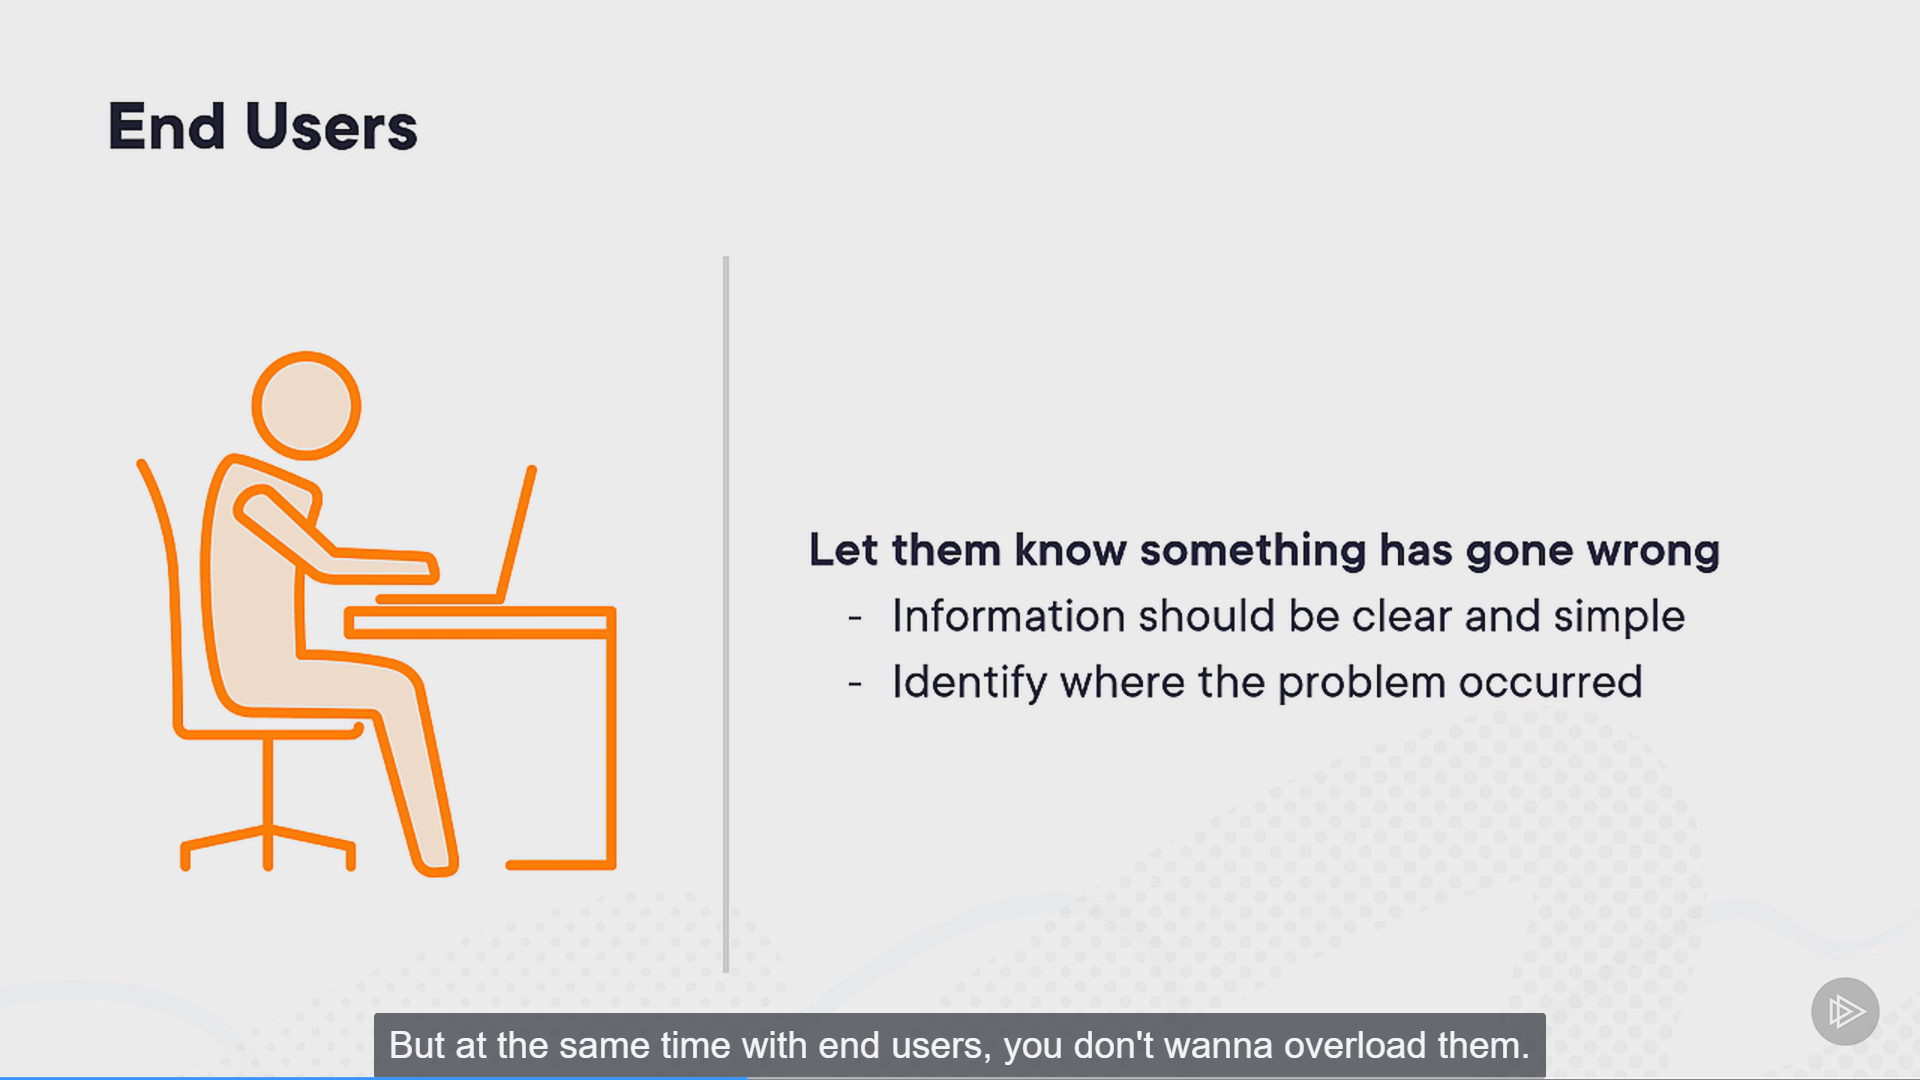 End Users
Let them know something has gone wrong
- Information should be clear and simple
- Identify where the problem occurred
But at the same time with end users, you don't wanna overload them.